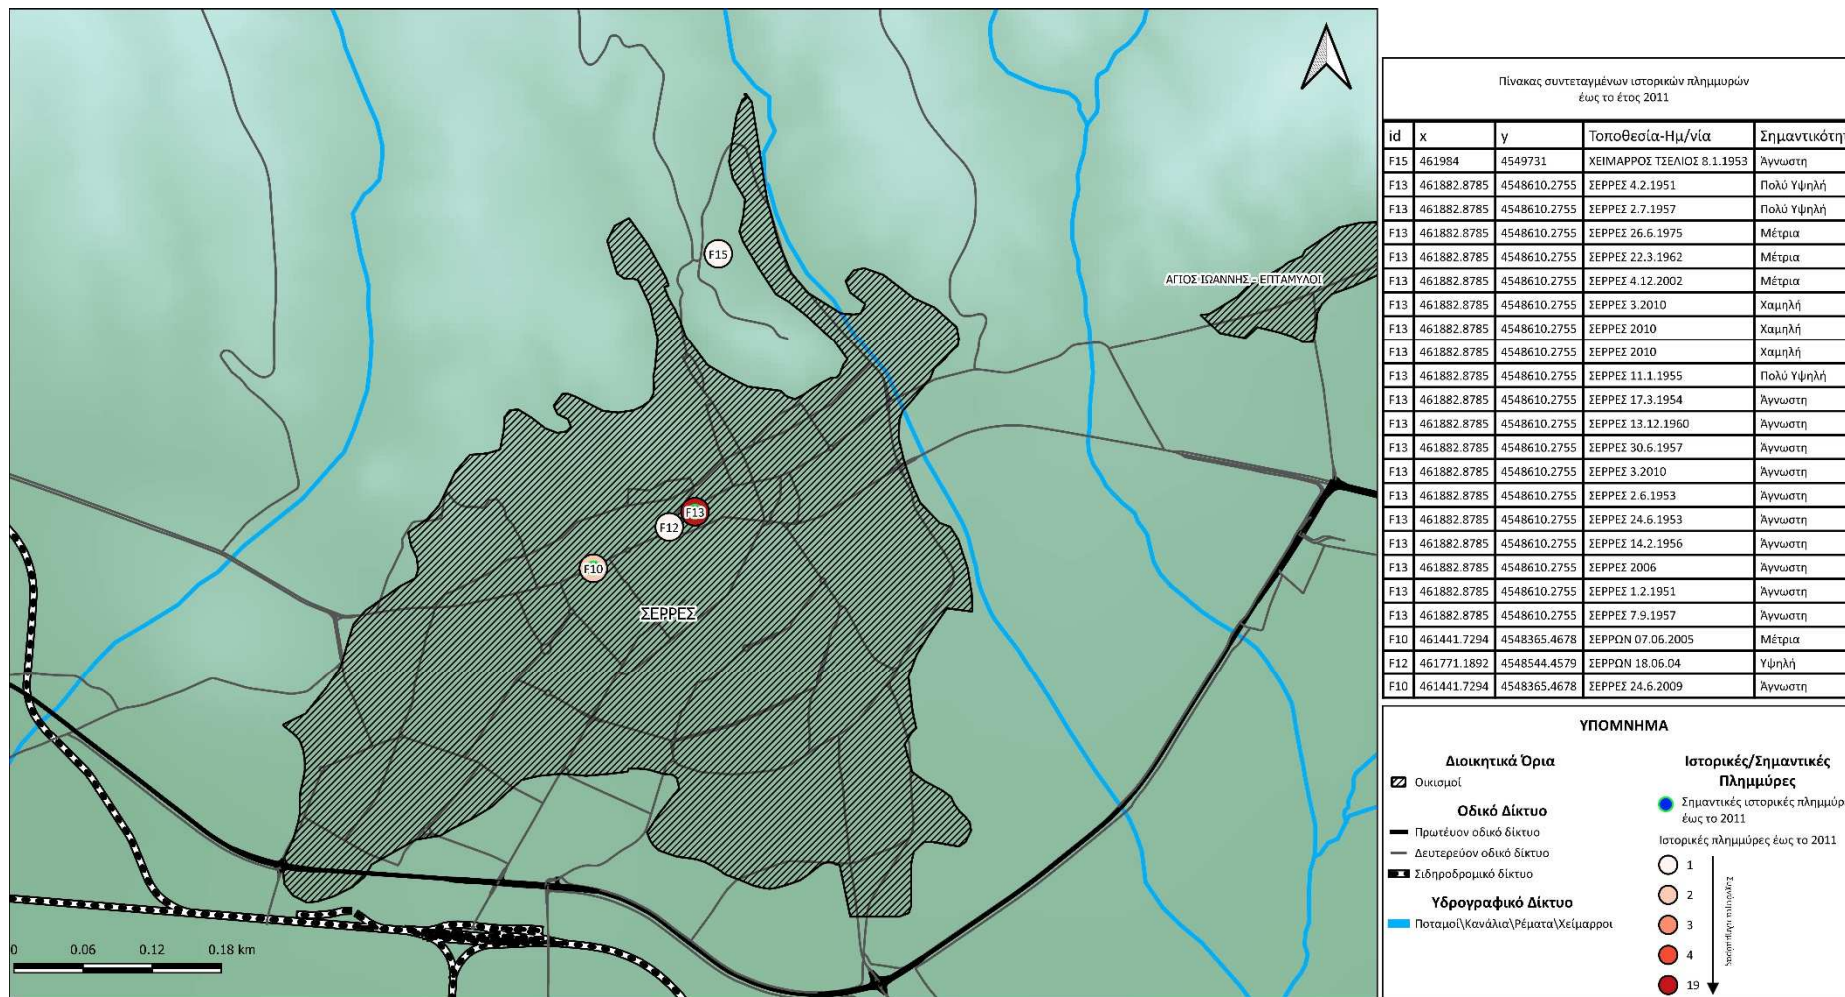 ΑΓΙΟΣ ΙΩΑΝΝΗΣ - ΕΠΤΑΜΥΛΟΙ
F15
F13
F12
F10
ΣΕΡΡΕΣ
0 0.06 0.12 0.18 km
Πίνακας συντεταγμένων ιστορικών πλημμυρών
έως το έτος 2011
id x y Τοποθεσία-Ημ/νία Σημαντικότη
F15 461984 4549731 ΧΕΙΜΑΡΡΟΣ ΤΣΕΛΙΟΣ 8.1.1953 Άγνωστη
F13 461882.8785 4548610.2755 ΣΕΡΡΕΣ 4.2.1951 Πολύ Υψηλή
F13 461882.8785 4548610.2755 ΣΕΡΡΕΣ 2.7.1957 Πολύ Υψηλή
F13 461882.8785 4548610.2755 ΣΕΡΡΕΣ 26.6.1975 Μέτρια
F13 461882.8785 4548610.2755 ΣΕΡΡΕΣ 22.3.1962 Μέτρια
F13 461882.8785 4548610.2755 ΣΕΡΡΕΣ 4.12.2002 Μέτρια
F13 461882.8785 4548610.2755 ΣΕΡΡΕΣ 3.2010 Χαμηλή
F13 461882.8785 4548610.2755 ΣΕΡΡΕΣ 2010 Χαμηλή
F13 461882.8785 4548610.2755 ΣΕΡΡΕΣ 2010 Χαμηλή
F13 461882.8785 4548610.2755 ΣΕΡΡΕΣ 11.1.1955 Πολύ Υψηλή
F13 461882.8785 4548610.2755 ΣΕΡΡΕΣ 17.3.1954 Άγνωστη
F13 461882.8785 4548610.2755 ΣΕΡΡΕΣ 13.12.1960 Άγνωστη
F13 461882.8785 4548610.2755 ΣΕΡΡΕΣ 30.6.1957 Άγνωστη
F13 461882.8785 4548610.2755 ΣΕΡΡΕΣ 3.2010 Άγνωστη
F13 461882.8785 4548610.2755 ΣΕΡΡΕΣ 2.6.1953 Άγνωστη
F13 461882.8785 4548610.2755 ΣΕΡΡΕΣ 24.6.1953 Άγνωστη
F13 461882.8785 4548610.2755 ΣΕΡΡΕΣ 14.2.1956 Άγνωστη
F13 461882.8785 4548610.2755 ΣΕΡΡΕΣ 2006 Άγνωστη
F13 461882.8785 4548610.2755 ΣΕΡΡΕΣ 1.2.1951 Άγνωστη
F13 461882.8785 4548610.2755 ΣΕΡΡΕΣ 7.9.1957 Άγνωστη
F10 461441.7294 4548365.4678 ΣΕΡΡΩΝ 07.06.2005 Μέτρια
F12 461771.1892 4548544.4579 ΣΕΡΡΩΝ 18.06.04 Υψηλή
F10 461441.7294 4548365.4678 ΣΕΡΡΕΣ 24.6.2009 Άγνωστη
ΥΠΟΜΝΗΜΑ
Διοικητικά Όρια
Οικισμοί
Οδικό Δίκτυο
Πρωτέυον οδικό δίκτυο
Δευτερεύον οδικό δίκτυο
Σιδηροδρομικό δίκτυο
Υδρογραφικό Δίκτυο
Ποταμοί\Κανάλια\Ρέματα\Χείμαρροι
Ιστορικές/Σημαντικές
Πλημμύρες
Σημαντικές ιστορικές πλημμύρ
έως το 2011
Ιστορικές πλημμύρες έως το 2011
1
2
3
4
19